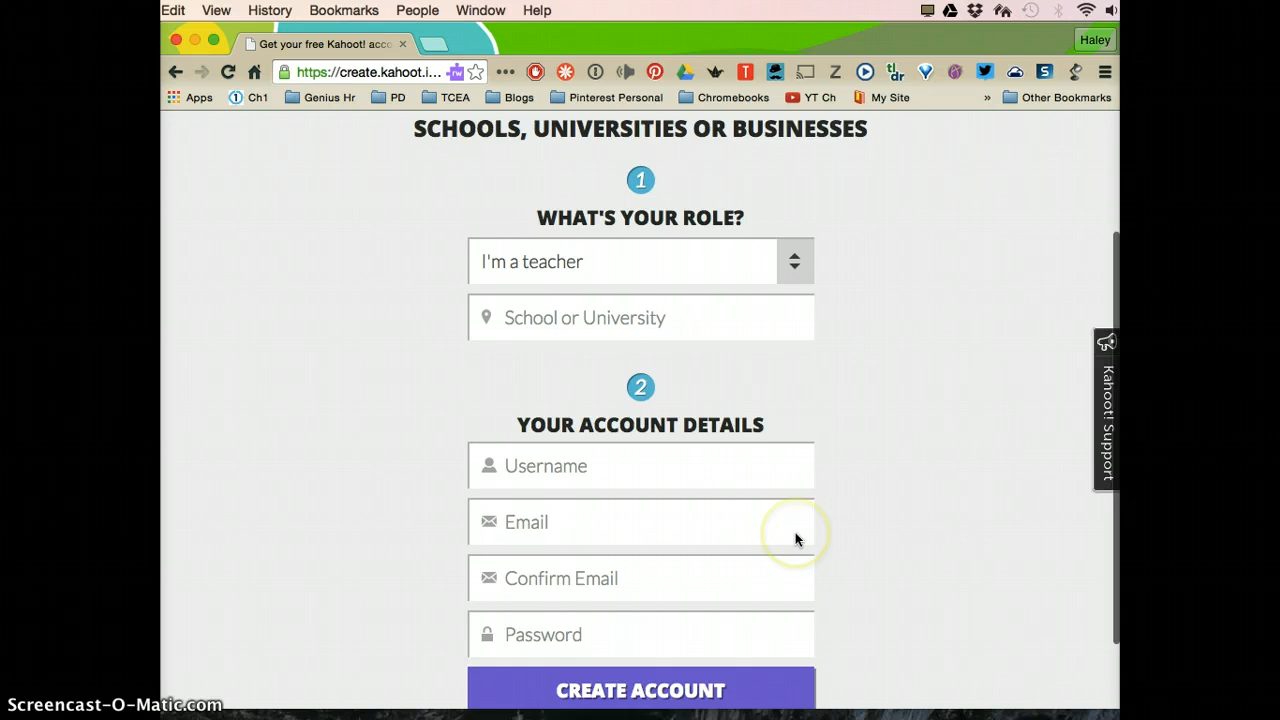 Edit View History Bookmarks People Window Help
Get your free Kahoot! acco
Haley
https://create.kahoot.i...
Apps Ch1 Genius Hr PD TCEA Blogs Pinterest Personal Chromebooks YT Ch My Site » Other Bookmarks
SCHOOLS, UNIVERSITIES OR BUSINESSES
1
WHAT'S YOUR ROLE?
I'm a teacher
School or University
2
YOUR ACCOUNT DETAILS
Username
Email
Confirm Email
Password
CREATE ACCOUNT
Kahoot! Support
Screencast-O-Matic.com